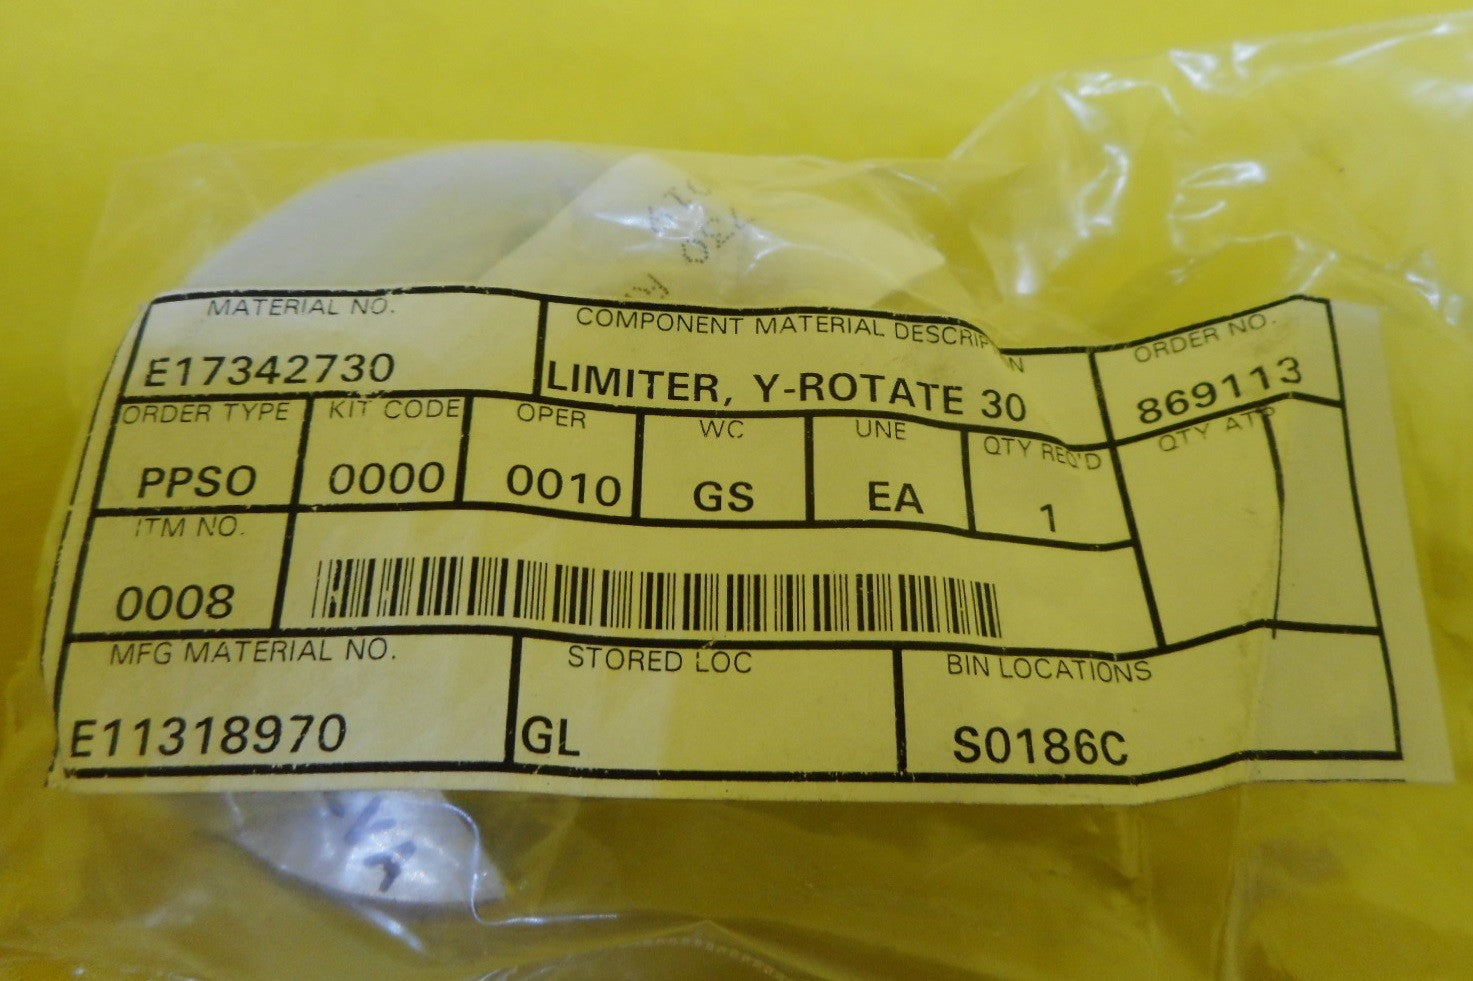 MATERIAL NO.
E17342730
COMPONENT MATERIAL DESCRIP N
LIMITER, Y-ROTATE 30
ORDER NO.
869113
ORDER TYPE
PPSO
KIT CODE
0000
OPER
0010
WC
GS
UNE
EA
QTY REQ'D
1
QTY AT
ITM NO.
0008
MFG MATERIAL NO.
E11318970
STORED LOC
GL
BIN LOCATIONS
S0186C